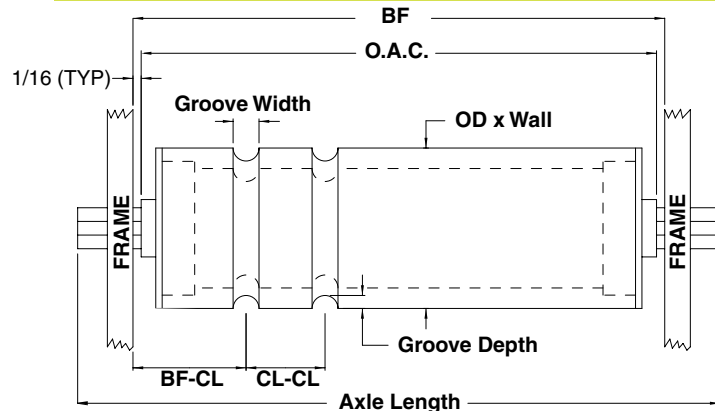 BF
O.A.C.
1/16 (TYP)
Groove Width
OD x Wall
FRAME
FRAME
Groove Depth
BF-CL
CL-CL
Axle Length